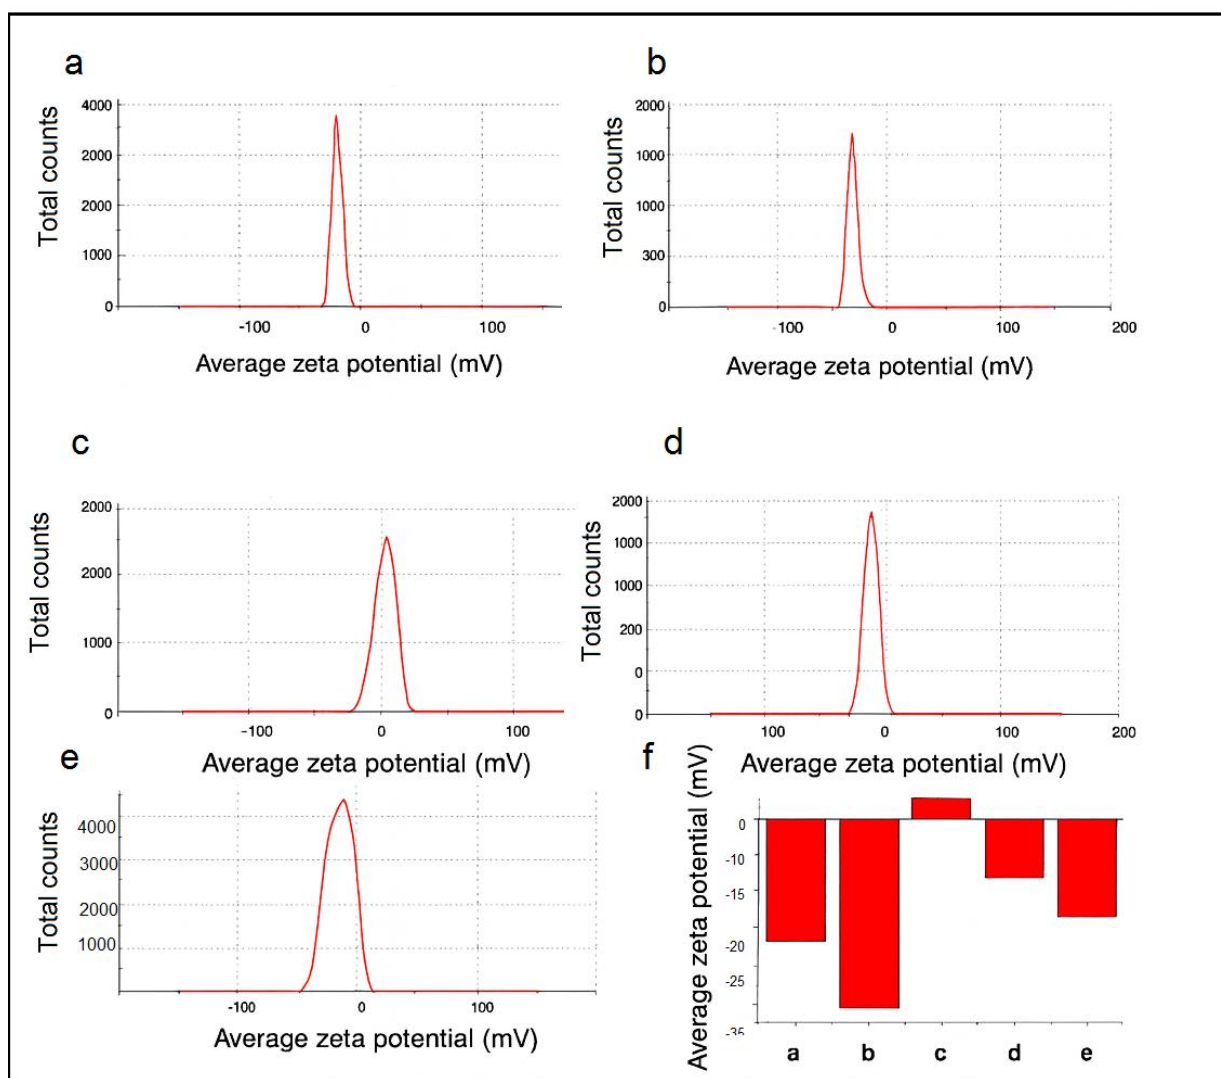 a
4000
2000
2000
1000
0
-100 0 100
Total counts
Average zeta potential (mV)
b
2000
1000
1000
300
0
-100 0 100 200
Total counts
Average zeta potential (mV)
c
2000
2000
1000
0
-100 0 100
Total counts
Average zeta potential (mV)
d
2000
1000
1000
200
0
0
100 0 100 200
Total counts
Average zeta potential (mV)
e
4000
3000
2000
1000
-100 0 100
Total counts
Average zeta potential (mV)
f
0
-10
-15
-20
-25
-35
a b c d e
Average zeta potential (mV)